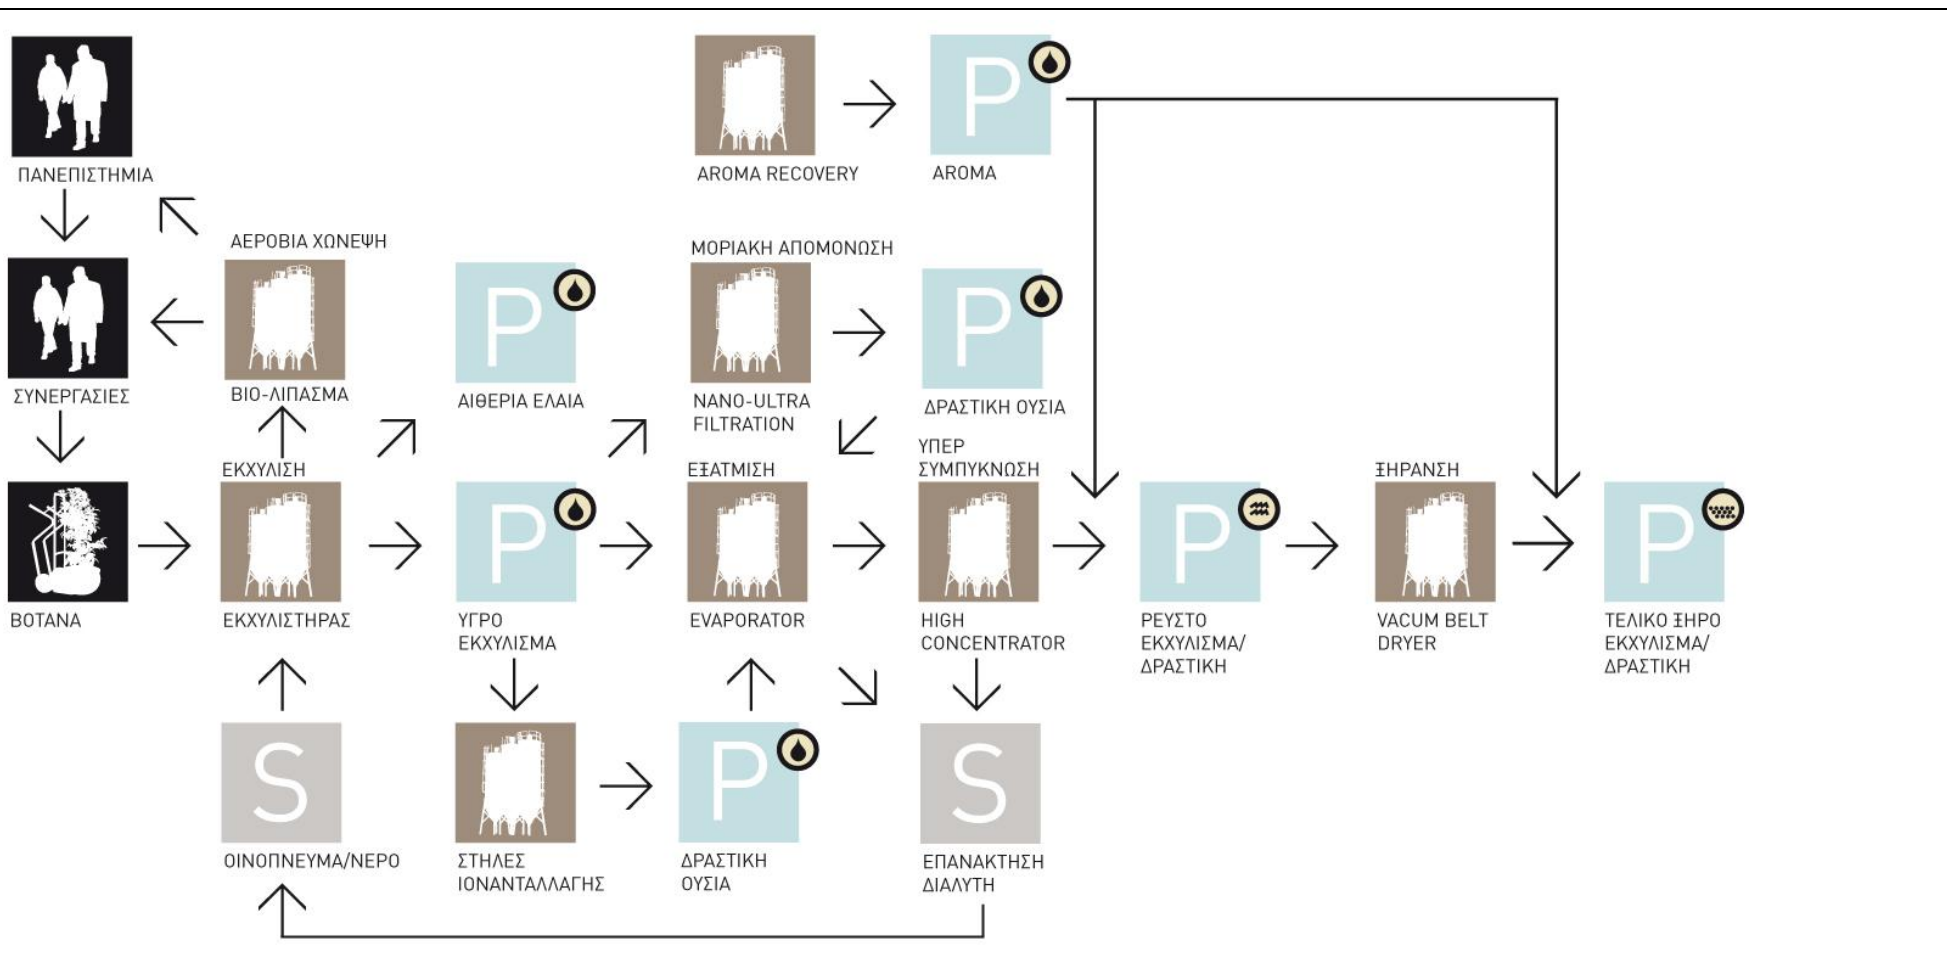 P
AROMA RECOVERY
AROMA
ΠΑΝΕΠΙΣΤΗΜΙΑ
ΑΕΡΟΒΙΑ ΧΩΝΕΨΗ
ΜΟΡΙΑΚΗ ΑΠΟΜΟΝΩΣΗ
P
P
ΣΥΝΕΡΓΑΣΙΕΣ
ΒΙΟ-ΛΙΠΑΣΜΑ
ΑΙΘΕΡΙΑ ΕΛΑΙΑ
NANO-ULTRA
FILTRATION
ΔΡΑΣΤΙΚΗ ΟΥΣΙΑ
ΕΚΧΥΛΙΣΗ
ΕΞΑΤΜΙΣΗ
ΥΠΕΡ
ΣΥΜΠΥΚΝΩΣΗ
ΞΗΡΑΝΣΗ
P
P
P
ΒΟΤΑΝΑ
ΕΚΧΥΛΙΣΤΗΡΑΣ
ΥΓΡΟ
ΕΚΧΥΛΙΣΜΑ
EVAPORATOR
HIGH
CONCENTRATOR
ΡΕΥΣΤΟ
ΕΚΧΥΛΙΣΜΑ/
ΔΡΑΣΤΙΚΗ
VACUM BELT
DRYER
ΤΕΛΙΚΟ ΞΗΡΟ
ΕΚΧΥΛΙΣΜΑ/
ΔΡΑΣΤΙΚΗ
S
P
S
ΟΙΝΟΠΝΕΥΜΑ/ΝΕΡΟ
ΣΤΗΛΕΣ
ΙΟΝΑΝΤΑΛΛΑΓΗΣ
ΔΡΑΣΤΙΚΗ
ΟΥΣΙΑ
ΕΠΑΝΑΚΤΗΣΗ
ΔΙΑΛΥΤΗ